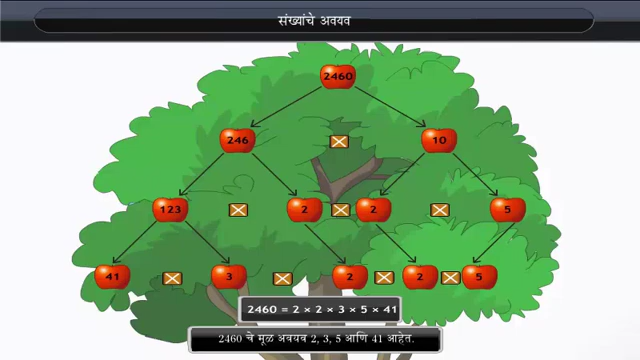 संख्यांचे अवयव
2460
246 10
123 2 2 5
41 3 2 2 5
2460 = 2 × 2 × 3 × 5 × 41
2460 चे मूळ अवयव 2, 3, 5 आणि 41 आहेत.